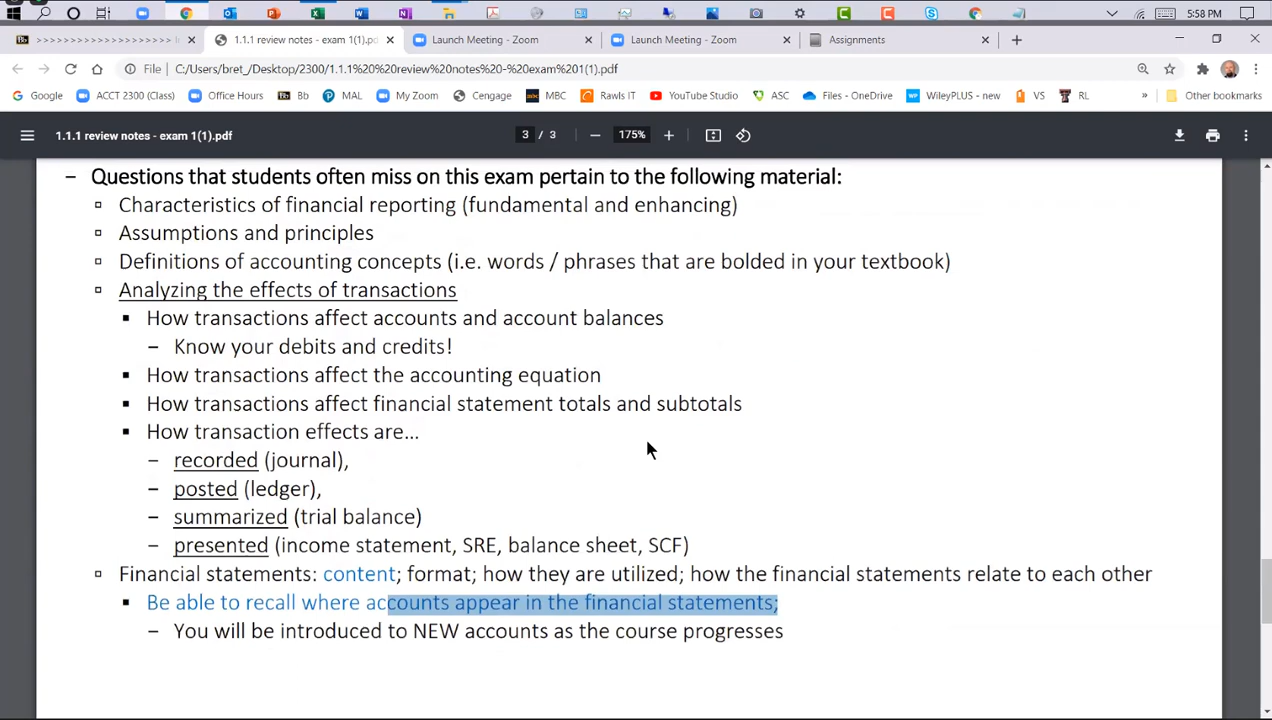 5:58 PM
>>>>>>>>>>>>>>>>>>>>
1.1.1 review notes - exam 1(1).p
Launch Meeting - Zoom
Launch Meeting - Zoom
Assignments
File
C:/Users/bret_/Desktop/2300/1.1.1%20%20review%20notes%20-%20exam%201(1).pdf
Google
ACCT 2300 (Class)
Office Hours
Bb
MAL
My Zoom
Cengage
MBC
Rawls IT
YouTube Studio
ASC
Files - OneDrive
WileyPLUS - new
VS
RL
»
Other bookmarks
1.1.1 review notes - exam 1(1).pdf
3 / 3
175%
– Questions that students often miss on this exam pertain to the following material:
▫ Characteristics of financial reporting (fundamental and enhancing)
▫ Assumptions and principles
▫ Definitions of accounting concepts (i.e. words / phrases that are bolded in your textbook)
▫ Analyzing the effects of transactions
▪ How transactions affect accounts and account balances
– Know your debits and credits!
▪ How transactions affect the accounting equation
▪ How transactions affect financial statement totals and subtotals
▪ How transaction effects are…
– recorded (journal),
– posted (ledger),
– summarized (trial balance)
– presented (income statement, SRE, balance sheet, SCF)
▫ Financial statements: content; format; how they are utilized; how the financial statements relate to each other
▪ Be able to recall where accounts appear in the financial statements;
– You will be introduced to NEW accounts as the course progresses